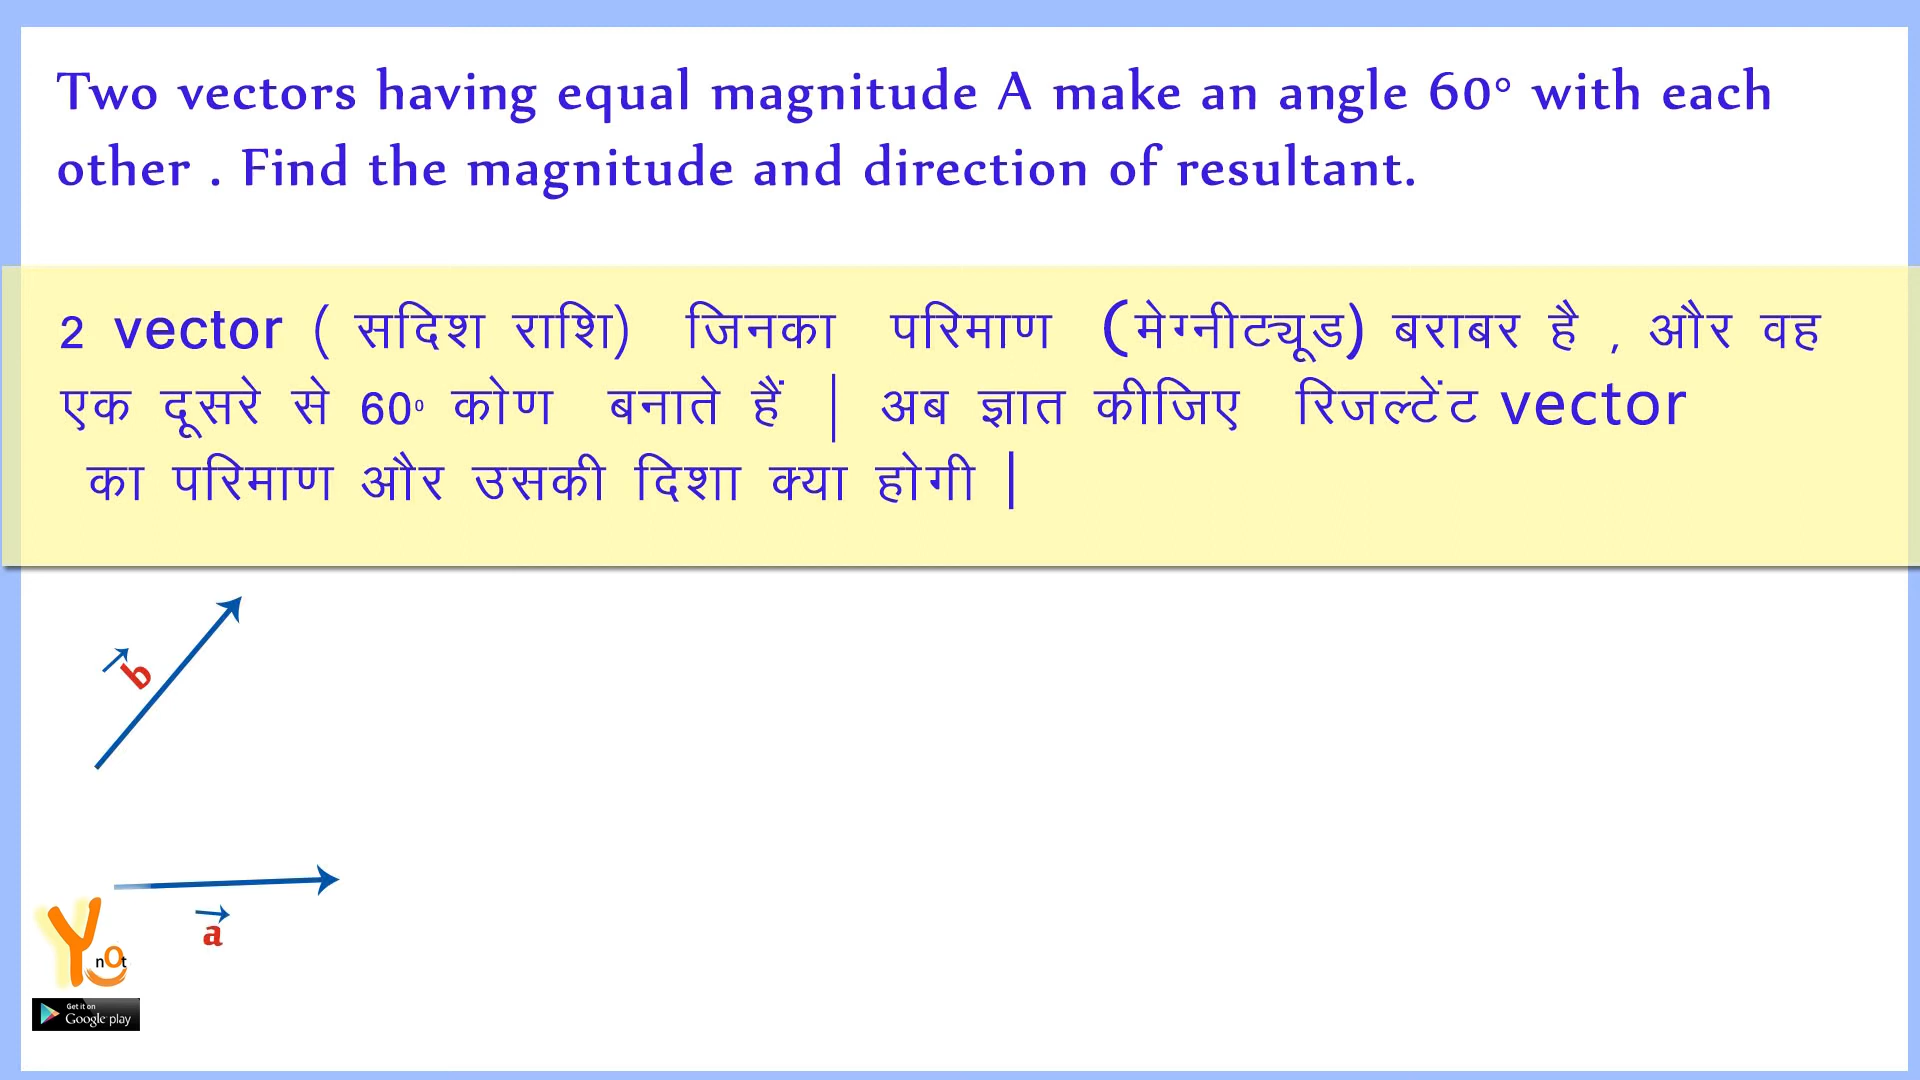 Two vectors having equal magnitude A make an angle 60° with each
other . Find the magnitude and direction of resultant.
2 vector ( सदिश राशि) जिनका परिमाण (मेग्नीट्यूड) बराबर है , और वह
एक दूसरे से 60⁰ कोण बनाते हैं | अब ज्ञात कीजिए रिजल्टेंट vector
का परिमाण और उसकी दिशा क्या होगी |
b
a
Y nOt
Get it on
Google play